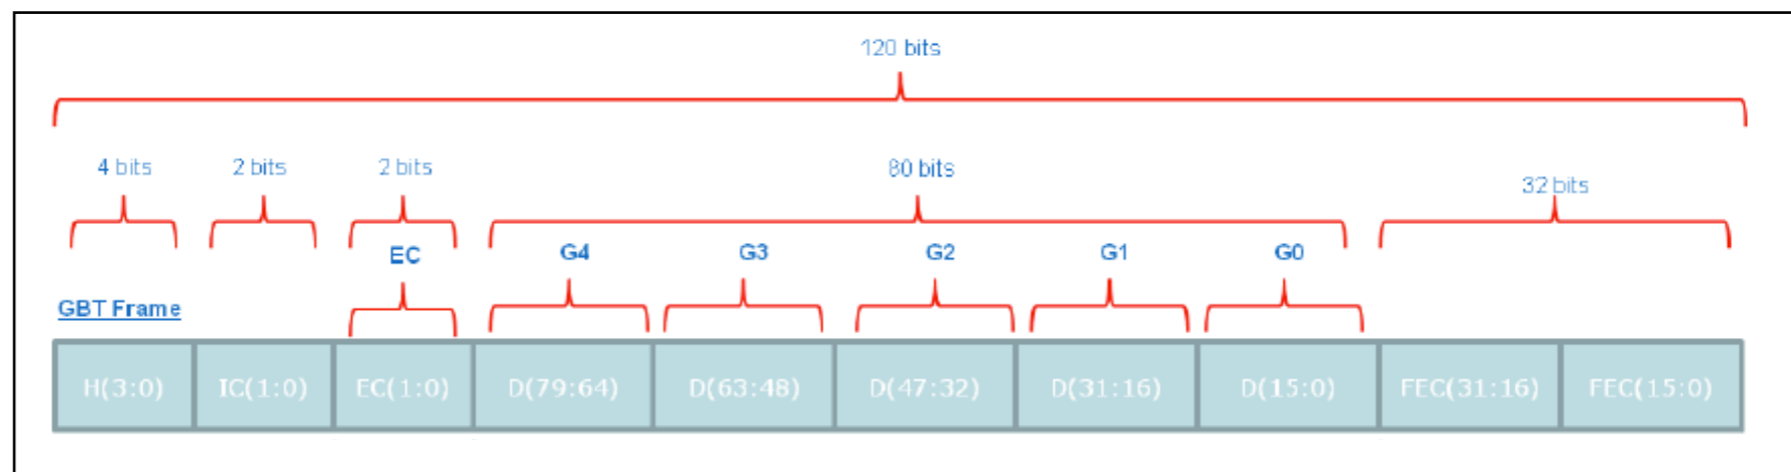 120 bits
4 bits 2 bits 2 bits 80 bits 32 bits
EC G4 G3 G2 G1 G0
GBT Frame
H(3:0) IC(1:0) EC(1:0) D(79:64) D(63:48) D(47:32) D(31:16) D(15:0) FEC(31:16) FEC(15:0)